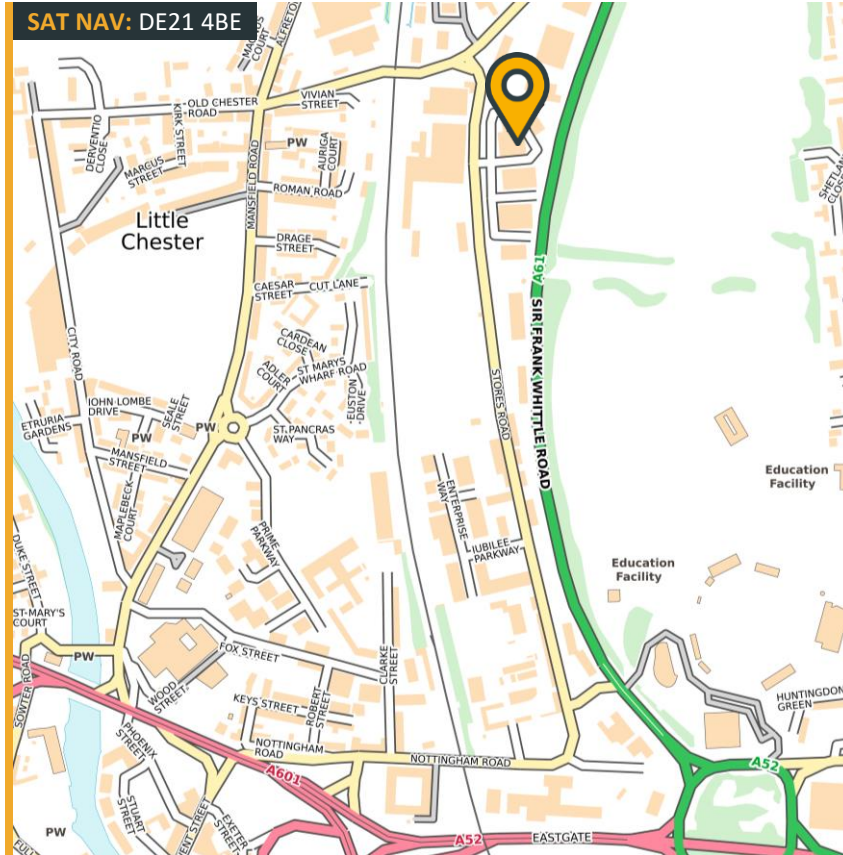 SAT NAV: DE21 4BE
COURT
ALFRETON
VIVIAN
STREET
OLD CHESTER
ROAD
KIRK STREET
DERVENTIO
CLOSE
MARCUS
STREET
PW
AURIGA
COURT
MANSFIELD ROAD
ROMAN ROAD
SHETLAND
CLOSE
Little
Chester
DRAGE
STREET
A61
CAESAR
STREET
CUT LANE
SIR FRANK WHITTLE ROAD
CITY ROAD
CARDEAN
CLOSE
ADLER
COURT
ST MARYS
WHARF ROAD
EUSTON
DRIVE
STORES ROAD
JOHN LOMBE
DRIVE
SEALE
STREET
ETRURIA
GARDENS
PW
PW
ST.PANCRAS
WAY
MANSFIELD
STREET
MAPLEBECK
COURT
Education
Facility
ENTERPRISE
WAY
PRIME
PARKWAY
JUBILEE
PARKWAY
DUKE STREET
Education
Facility
ST-MARY'S
COURT
PW
FOX STREET
CLARKE
STREET
SOWTER ROAD
WOOD
STREET
KEYS STREET
ROBERT
STREET
HUNTINGDON
GREEN
PHOENIX
STREET
NOTTINGHAM
ROAD
NOTTINGHAM ROAD
A601
A52
STUART
STREET
EXETER
STREET
PW
A52
EASTGATE